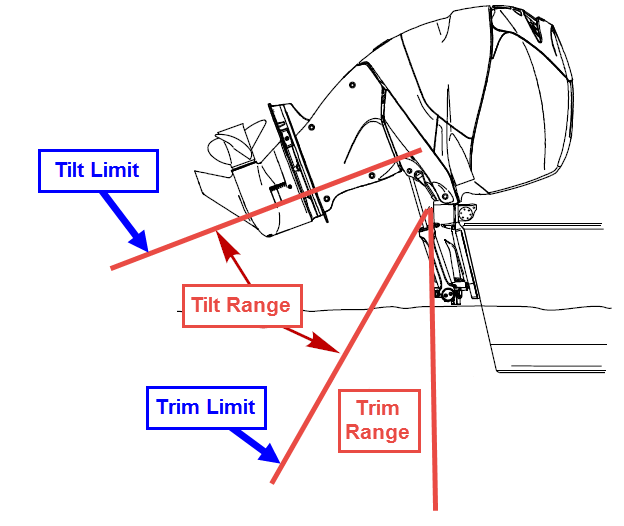 Tilt Limit
Tilt Range
Trim Limit
Trim
Range